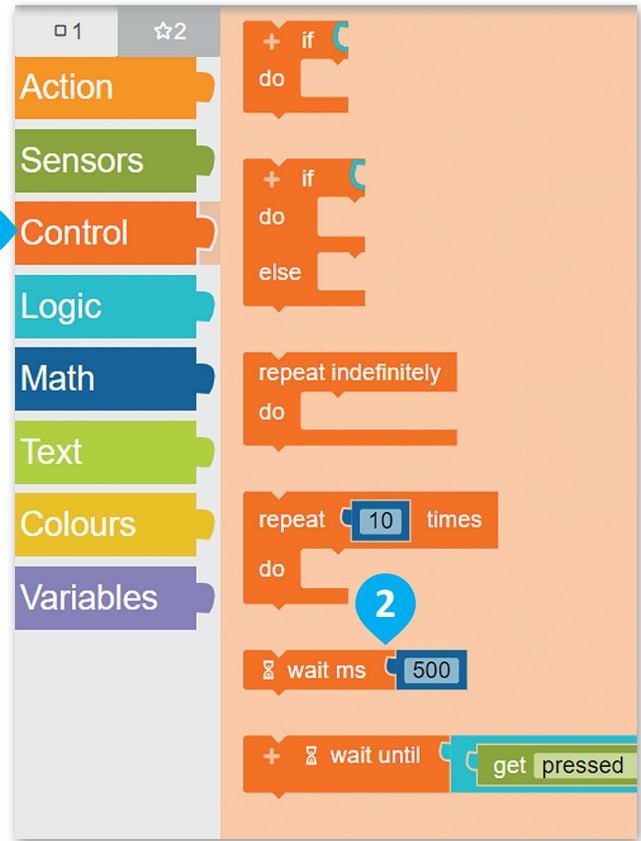 1
2
Action
Sensors
Control
Logic
Math
Text
Colours
Variables
+ if
do
+ if
do
else
repeat indefinitely
do
repeat 10 times
do
2
wait ms 500
+ wait until get pressed